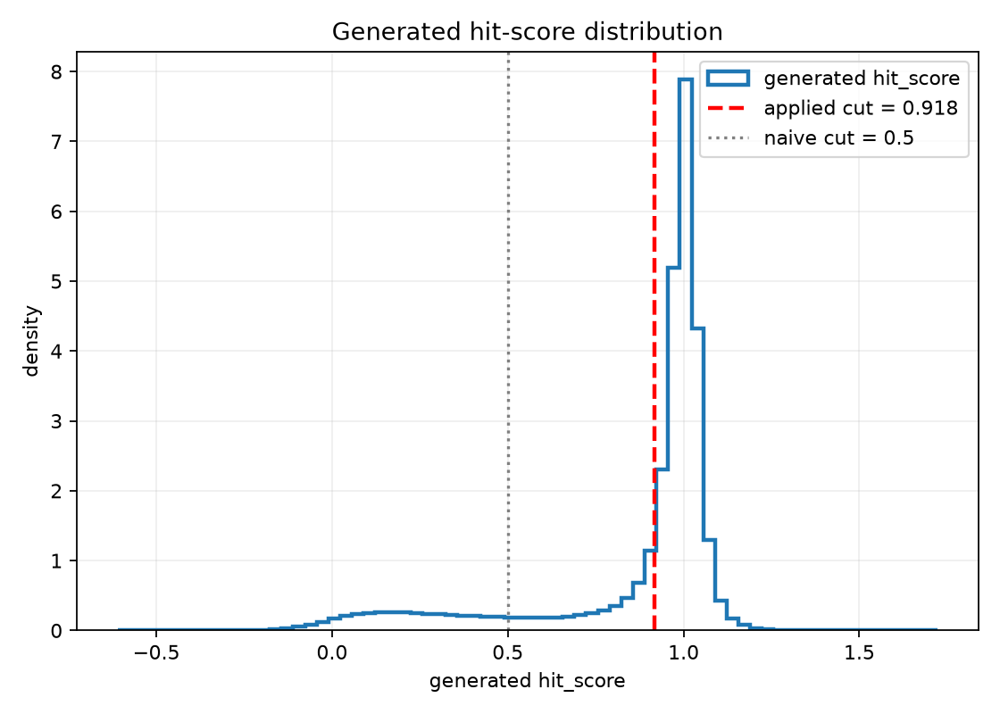 Generated hit-score distribution
generated hit_score
applied cut = 0.918
naive cut = 0.5
8
7
6
5
4
3
2
1
0
density
−0.5
0.0
0.5
1.0
1.5
generated hit_score